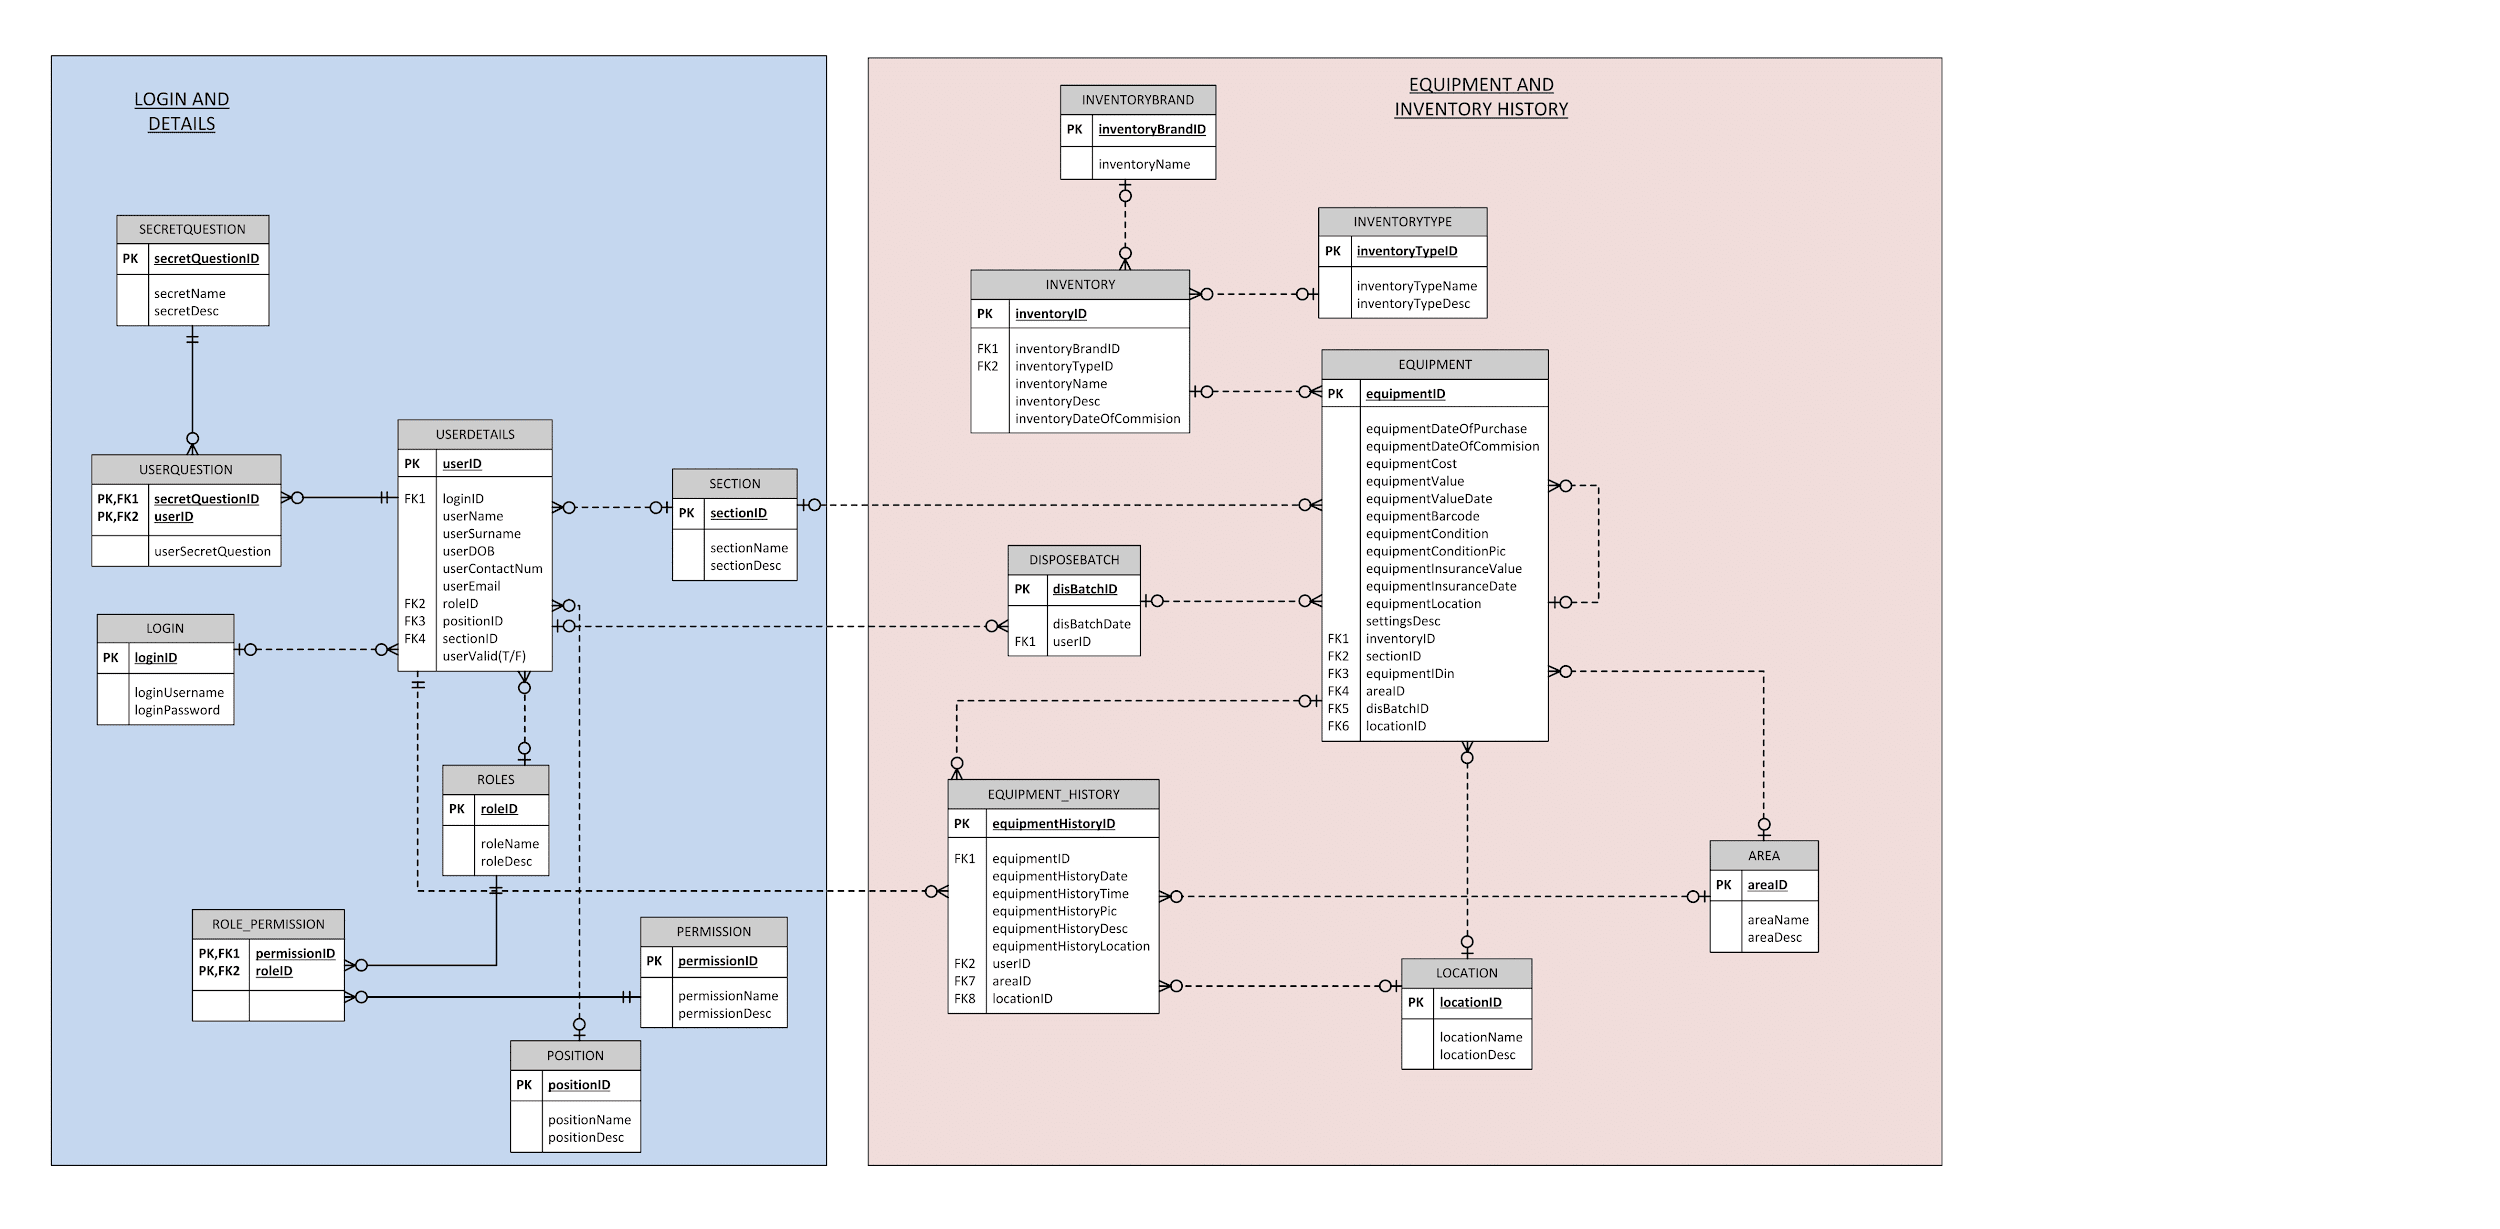 LOGIN AND
DETAILS
SECRETQUESTION
PK secretQuestionID
secretName
secretDesc
USERQUESTION
PK,FK1 secretQuestionID
PK,FK2 userID
userSecretQuestion
USERDETAILS
PK userID
FK1 loginID
userName
userSurname
userDOB
userContactNum
userEmail
FK2 roleID
FK3 positionID
FK4 sectionID
userValid(T/F)
SECTION
PK sectionID
sectionName
sectionDesc
LOGIN
PK loginID
loginUsername
loginPassword
ROLES
PK roleID
roleName
roleDesc
ROLE_PERMISSION
PK,FK1 permissionID
PK,FK2 roleID
PERMISSION
PK permissionID
permissionName
permissionDesc
POSITION
PK positionID
positionName
positionDesc
EQUIPMENT AND
INVENTORY HISTORY
INVENTORYBRAND
PK inventoryBrandID
inventoryName
INVENTORYTYPE
PK inventoryTypeID
inventoryTypeName
inventoryTypeDesc
INVENTORY
PK inventoryID
FK1 inventoryBrandID
FK2 inventoryTypeID
inventoryName
inventoryDesc
inventoryDateOfCommision
EQUIPMENT
PK equipmentID
equipmentDateOfPurchase
equipmentDateOfCommision
equipmentCost
equipmentValue
equipmentValueDate
equipmentBarcode
equipmentCondition
equipmentConditionPic
equipmentInsuranceValue
equipmentInsuranceDate
equipmentLocation
settingsDesc
FK1 inventoryID
FK2 sectionID
FK3 equipmentIDin
FK4 areaID
FK5 disBatchID
FK6 locationID
DISPOSEBATCH
PK disBatchID
disBatchDate
FK1 userID
EQUIPMENT_HISTORY
PK equipmentHistoryID
FK1 equipmentID
equipmentHistoryDate
equipmentHistoryTime
equipmentHistoryPic
equipmentHistoryDesc
equipmentHistoryLocation
FK2 userID
FK7 areaID
FK8 locationID
AREA
PK areaID
areaName
areaDesc
LOCATION
PK locationID
locationName
locationDesc